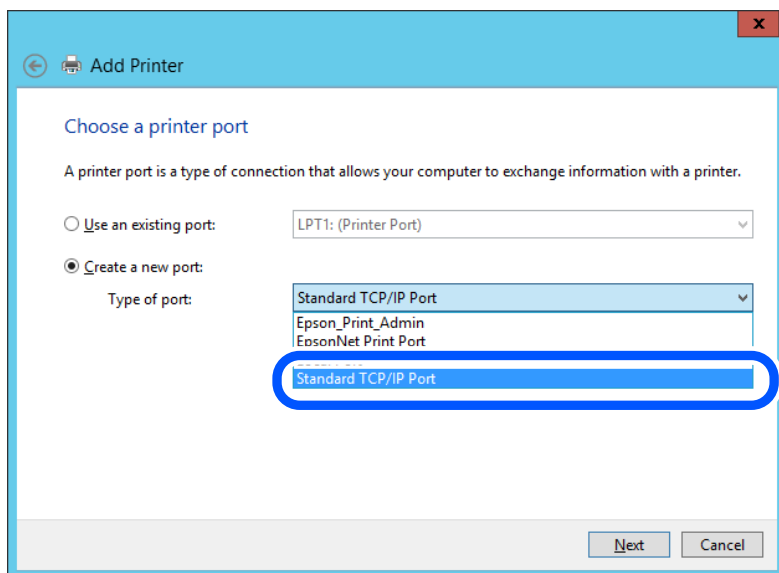 x
Add Printer
Choose a printer port
A printer port is a type of connection that allows your computer to exchange information with a printer.
Use an existing port: LPT1: (Printer Port)
Create a new port:
Type of port: Standard TCP/IP Port
Epson_Print_Admin
EpsonNet Print Port
Standard TCP/IP Port
Next Cancel